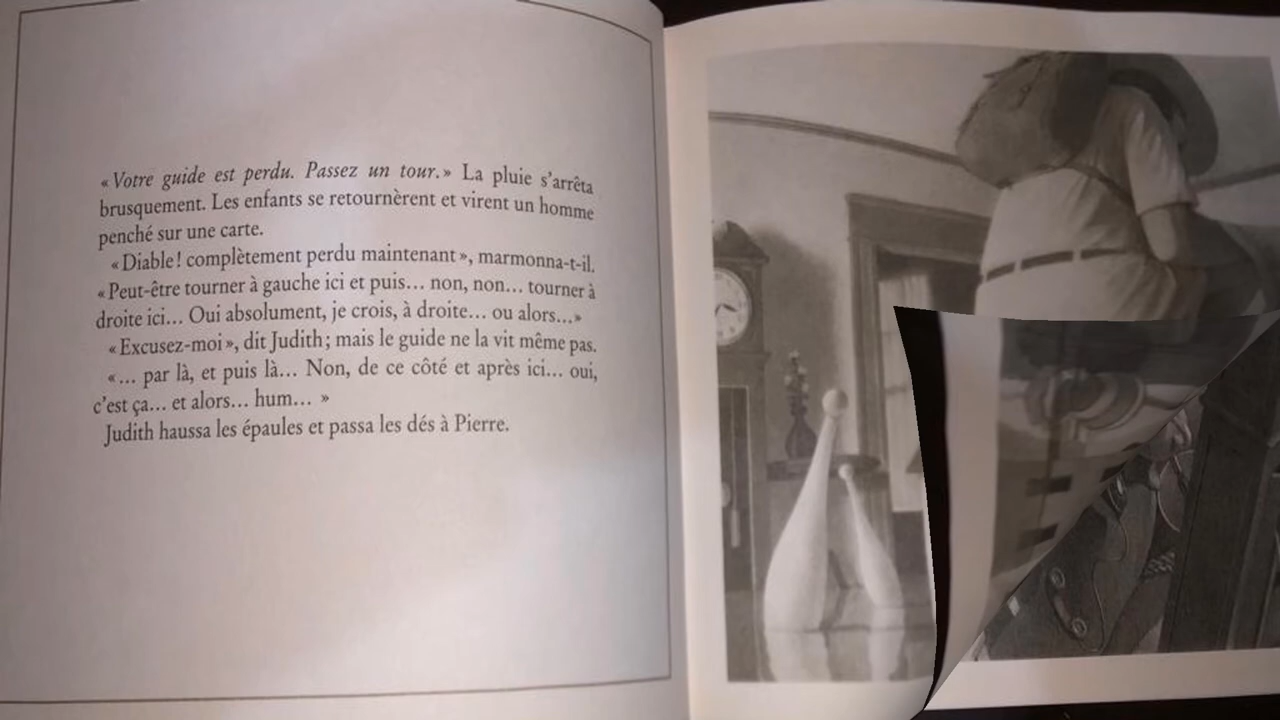 « Votre guide est perdu. Passez un tour. » La pluie s'arrêta
brusquement. Les enfants se retournèrent et virent un homme
penché sur une carte.
« Diable ! complètement perdu maintenant », marmonna-t-il.
« Peut-être tourner à gauche ici et puis... non, non... tourner à
droite ici... Oui absolument, je crois, à droite... ou alors...»
« Excusez-moi », dit Judith ; mais le guide ne la vit même pas.
«... par là, et puis là... Non, de ce côté et après ici... oui,
c'est ça... et alors... hum... »
Judith haussa les épaules et passa les dés à Pierre.